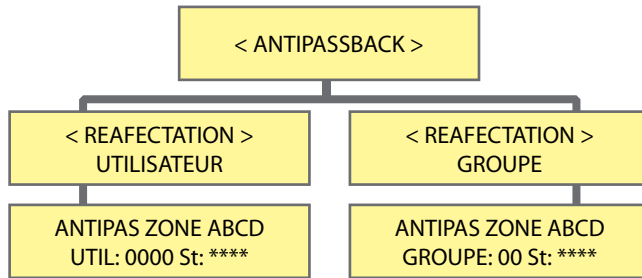 < ANTIPASSBACK >
< REAFECTATION >
UTILISATEUR
< REAFECTATION >
GROUPE
ANTIPAS ZONE ABCD
UTIL: 0000 St: ****
ANTIPAS ZONE ABCD
GROUPE: 00 St: ****